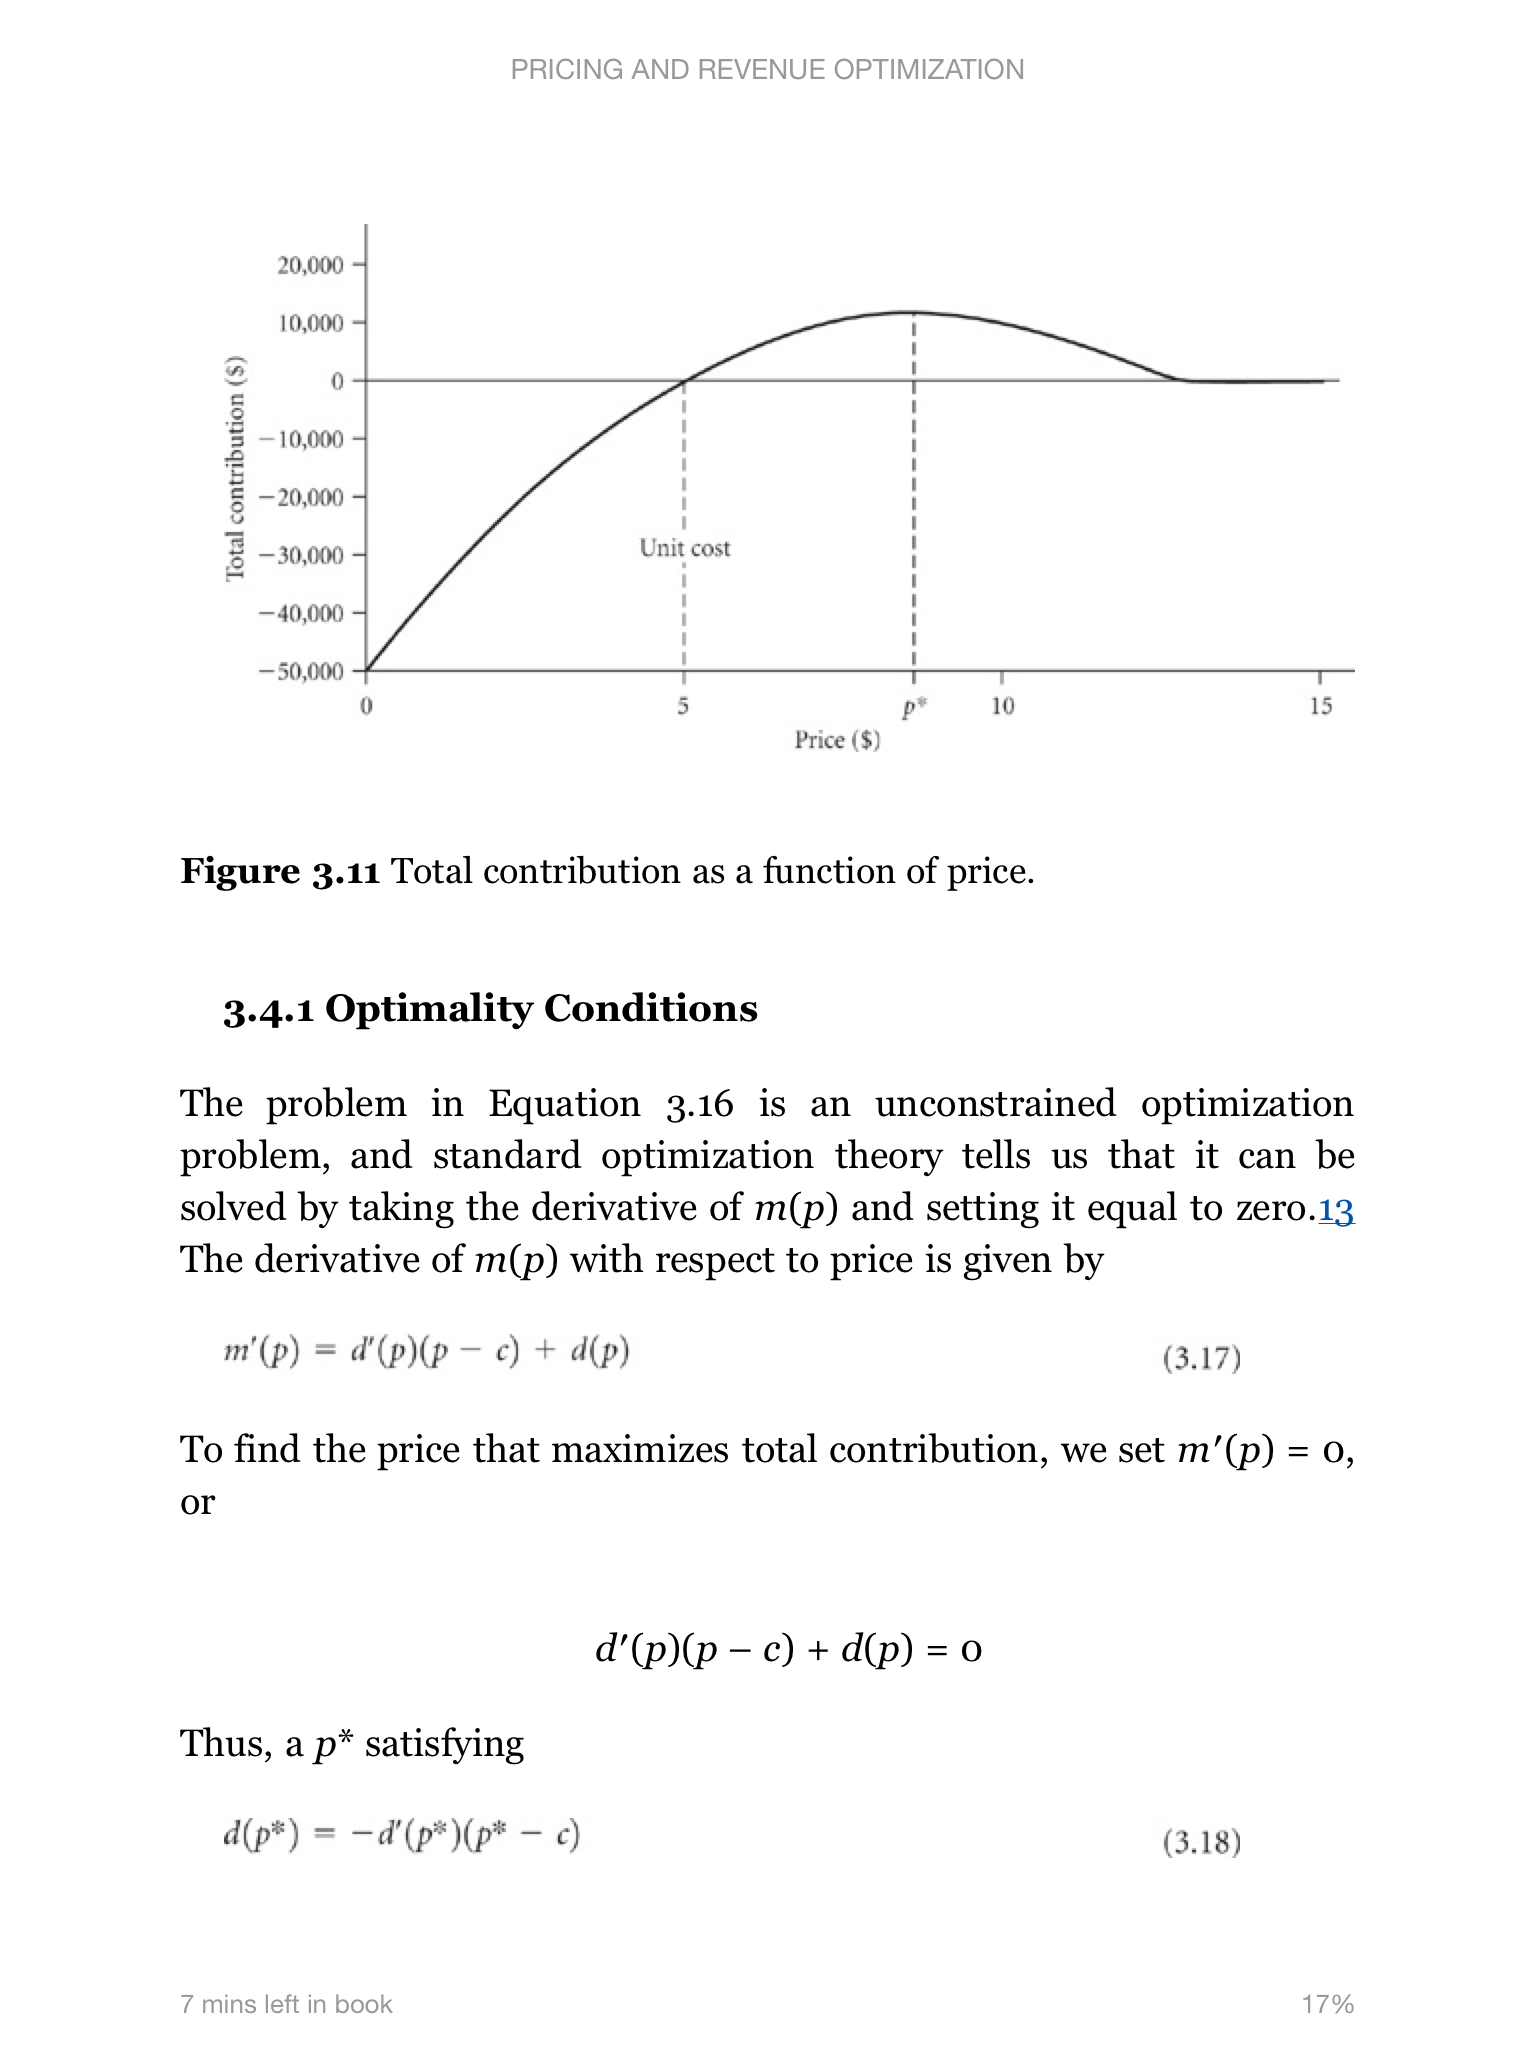 PRICING AND REVENUE OPTIMIZATION
20,000
10,000
0
−10,000
−20,000
−30,000
−40,000
−50,000
Total contribution ($)
Unit cost
0 5 p* 10 15
Price ($)
Figure 3.11 Total contribution as a function of price.
3.4.1 Optimality Conditions
The problem in Equation 3.16 is an unconstrained optimization
problem, and standard optimization theory tells us that it can be
solved by taking the derivative of m(p) and setting it equal to zero.13
The derivative of m(p) with respect to price is given by
m′(p) = d′(p)(p − c) + d(p) (3.17)
To find the price that maximizes total contribution, we set m′(p) = 0,
or
d′(p)(p – c) + d(p) = 0
Thus, a p* satisfying
d(p*) = −d′(p*)(p* − c) (3.18)
7 mins left in book 17%